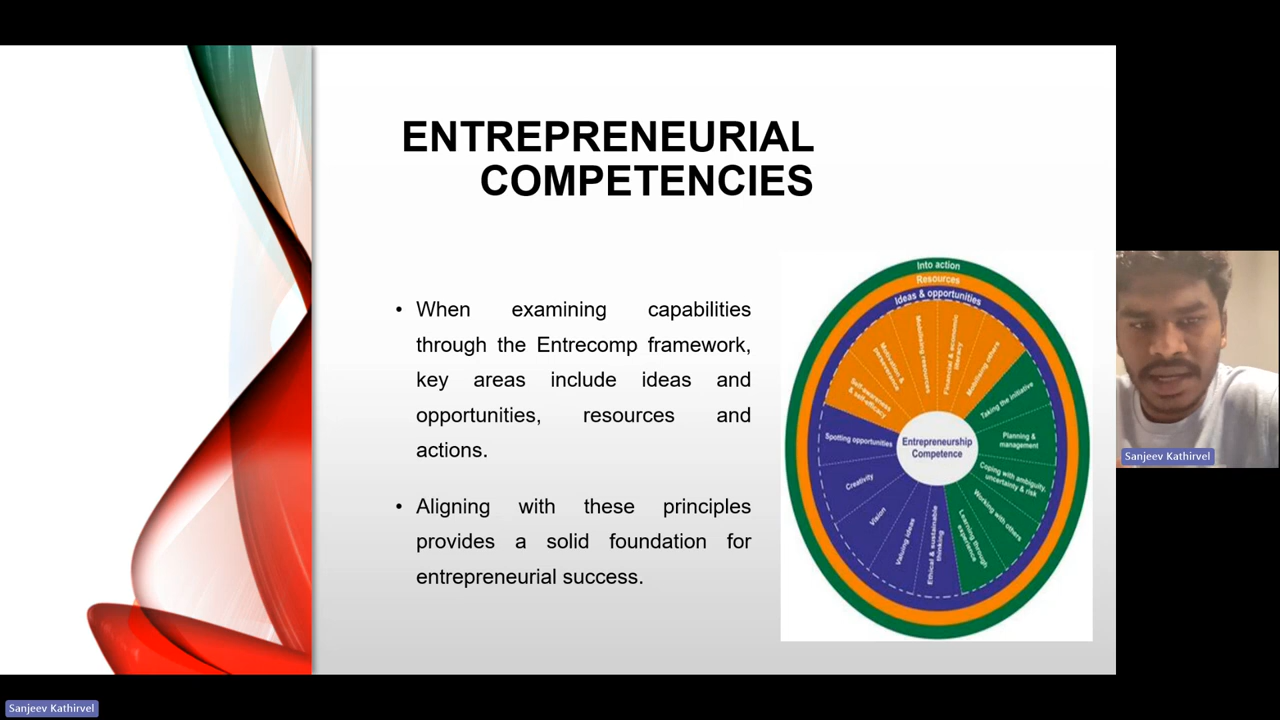 ENTREPRENEURIAL
COMPETENCIES
• When examining capabilities
through the Entrecomp framework,
key areas include ideas and
opportunities, resources and
actions.
• Aligning with these principles
provides a solid foundation for
entrepreneurial success.
Into action
Resources
Ideas & opportunities
Self-awareness
& self-efficacy
Motivation &
perseverance
Mobilising resources
Financial & economic
literacy
Mobilising others
Taking the initiative
Planning &
management
Coping with ambiguity,
uncertainty & risk
Working with others
Learning through
experience
Ethical & sustainable
thinking
Valuing ideas
Vision
Creativity
Spotting opportunities
Entrepreneurship
Competence
Sanjeev Kathirvel
Sanjeev Kathirvel